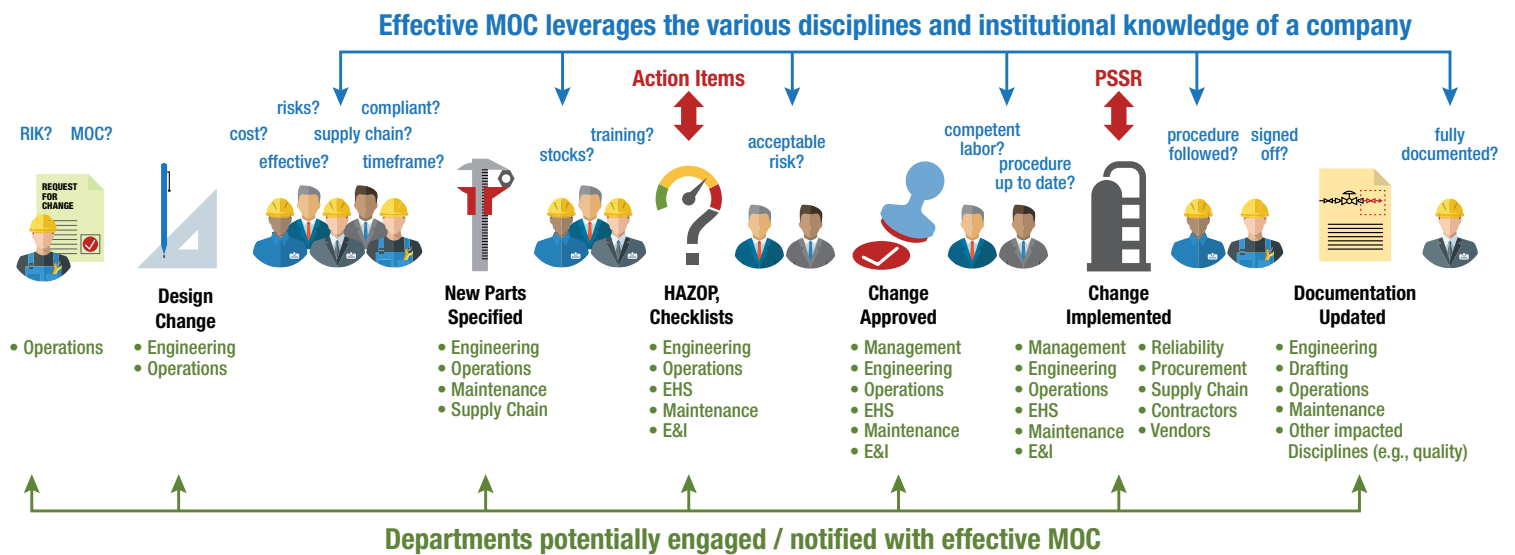 Effective MOC leverages the various disciplines and institutional knowledge of a company
Action Items
PSSR
RIK? MOC?
risks? compliant?
cost? supply chain?
effective? timeframe?
training?
stocks?
acceptable
risk?
competent
labor?
procedure
up to date?
procedure
followed?
signed
off?
fully
documented?
REQUEST
FOR
CHANGE
Design
Change
New Parts
Specified
HAZOP,
Checklists
Change
Approved
Change
Implemented
Documentation
Updated
• Operations
• Engineering
• Operations
• Engineering
• Operations
• Maintenance
• Supply Chain
• Engineering
• Operations
• EHS
• Maintenance
• E&I
• Management
• Engineering
• Operations
• EHS
• Maintenance
• E&I
• Management
• Engineering
• Operations
• EHS
• Maintenance
• E&I
• Reliability
• Procurement
• Supply Chain
• Contractors
• Vendors
• Engineering
• Drafting
• Operations
• Maintenance
• Other impacted
Disciplines (e.g., quality)
Departments potentially engaged / notified with effective MOC